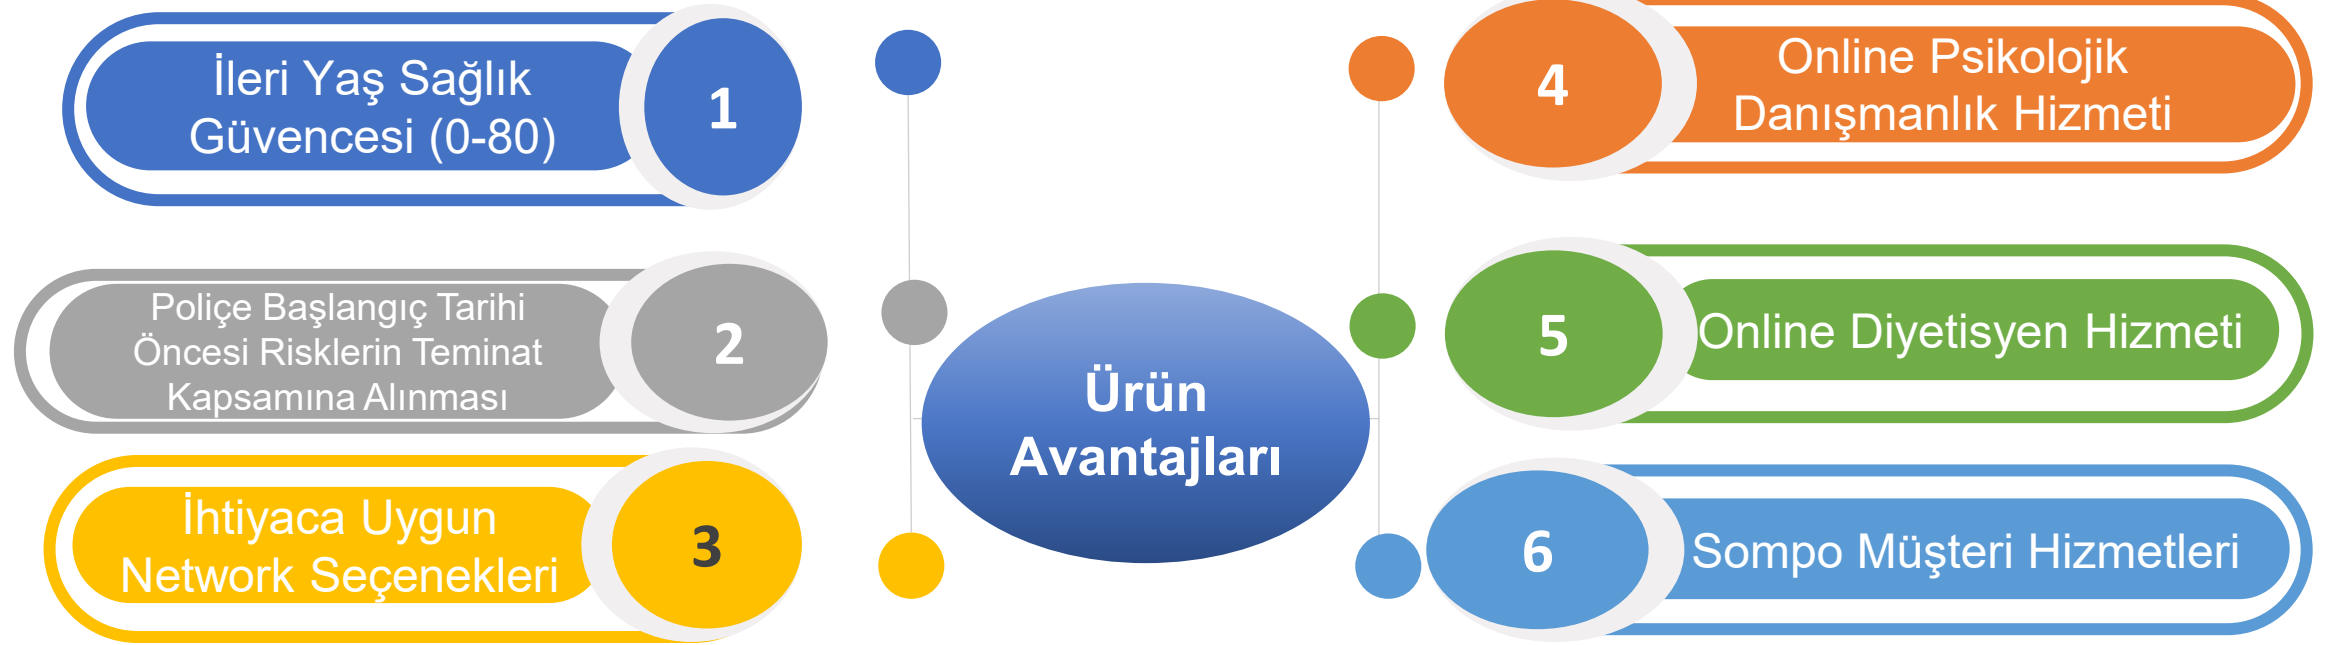 İleri Yaş Sağlık
Güvencesi (0-80)
1
Poliçe Başlangıç Tarihi
Öncesi Risklerin Teminat
Kapsamına Alınması
2
İhtiyaca Uygun
Network Seçenekleri
3
Ürün
Avantajları
4
Online Psikolojik
Danışmanlık Hizmeti
5
Online Diyetisyen Hizmeti
6
Sompo Müşteri Hizmetleri